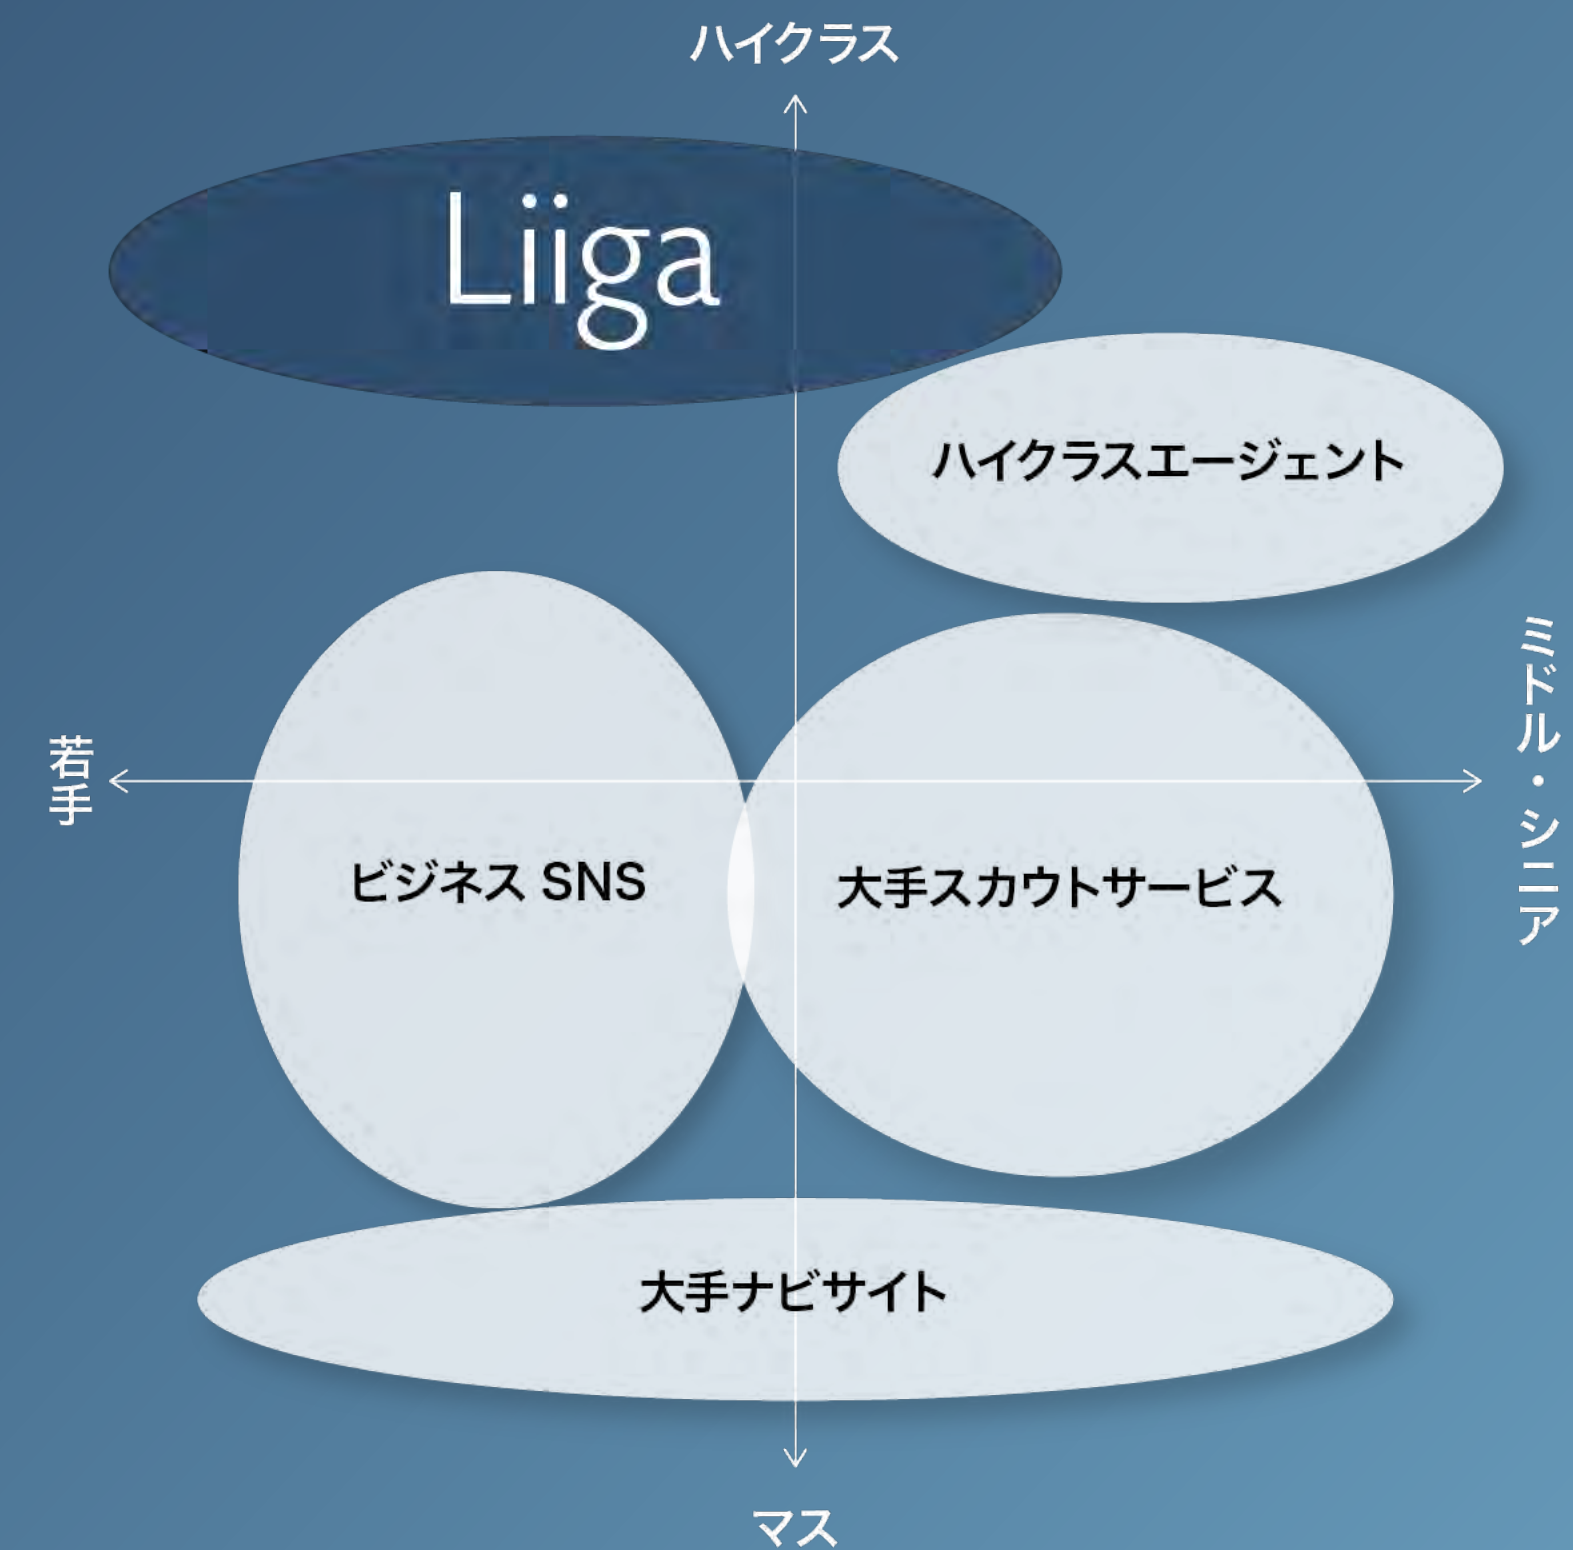 ハイクラス
Liiga
ハイクラスエージェント
若手
ミドル・シニア
ビジネス SNS
大手スカウトサービス
大手ナビサイト
マス